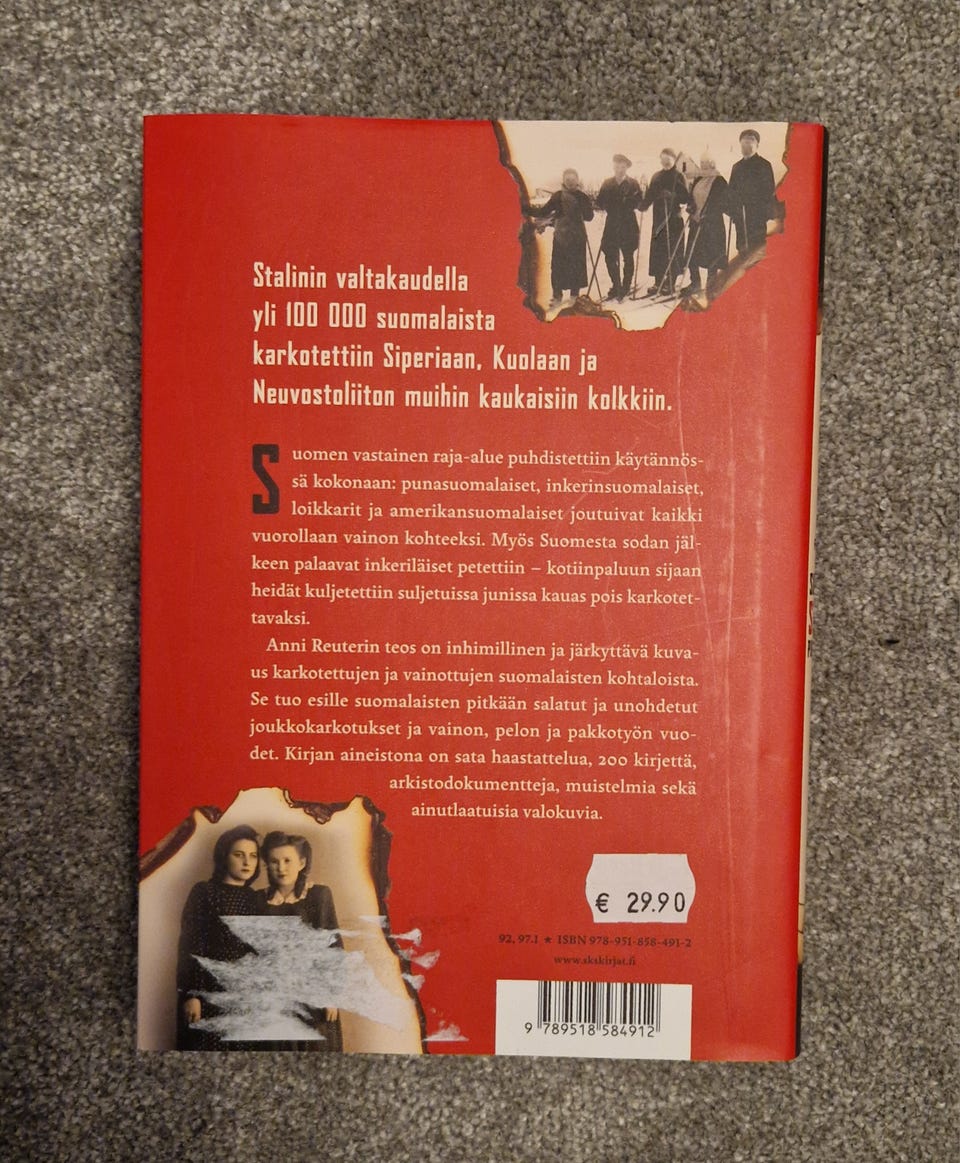 Stalinin valtakaudella
yli 100 000 suomalaista
karkotettiin Siperiaan, Kuolaan ja
Neuvostoliiton muihin kaukaisiin kolkkiin.
Suomen vastainen raja-alue puhdistettiin käytännös-
sä kokonaan: punasuomalaiset, inkerinsuomalaiset,
loikkarit ja amerikansuomalaiset joutuivat kaikki
vuorollaan vainon kohteeksi. Myös Suomesta sodan jäl-
keen palaavat inkeriläiset petettiin – kotiinpaluun sijaan
heidät kuljetettiin suljetuissa junissa kauas pois karkotet-
tavaksi.
Anni Reuterin teos on inhimillinen ja järkyttävä kuva-
us karkotettujen ja vainottujen suomalaisten kohtaloista.
Se tuo esille suomalaisten pitkään salatut ja unohdetut
joukkokarkotukset ja vainon, pelon ja pakkotyön vuo-
det. Kirjan aineistona on sata haastattelua, 200 kirjettä,
arkistodokumentteja, muistelmia sekä
ainutlaatuisia valokuvia.
€ 29.90
92, 97.1 ★ ISBN 978-951-858-491-2
www.skskirjat.fi
9 789518 584912